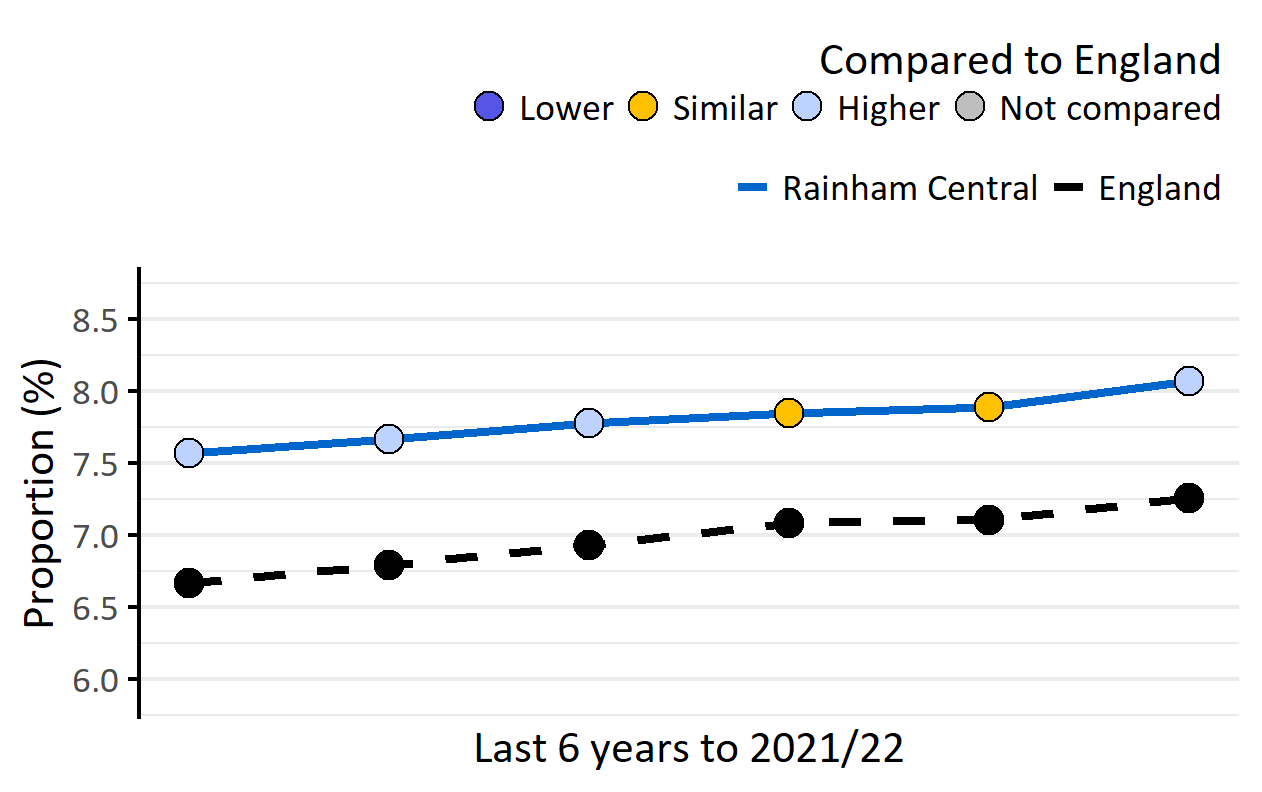 Compared to England
Lower Similar Higher Not compared
Rainham Central England
Proportion (%)
8.5
8.0
7.5
7.0
6.5
6.0
Last 6 years to 2021/22